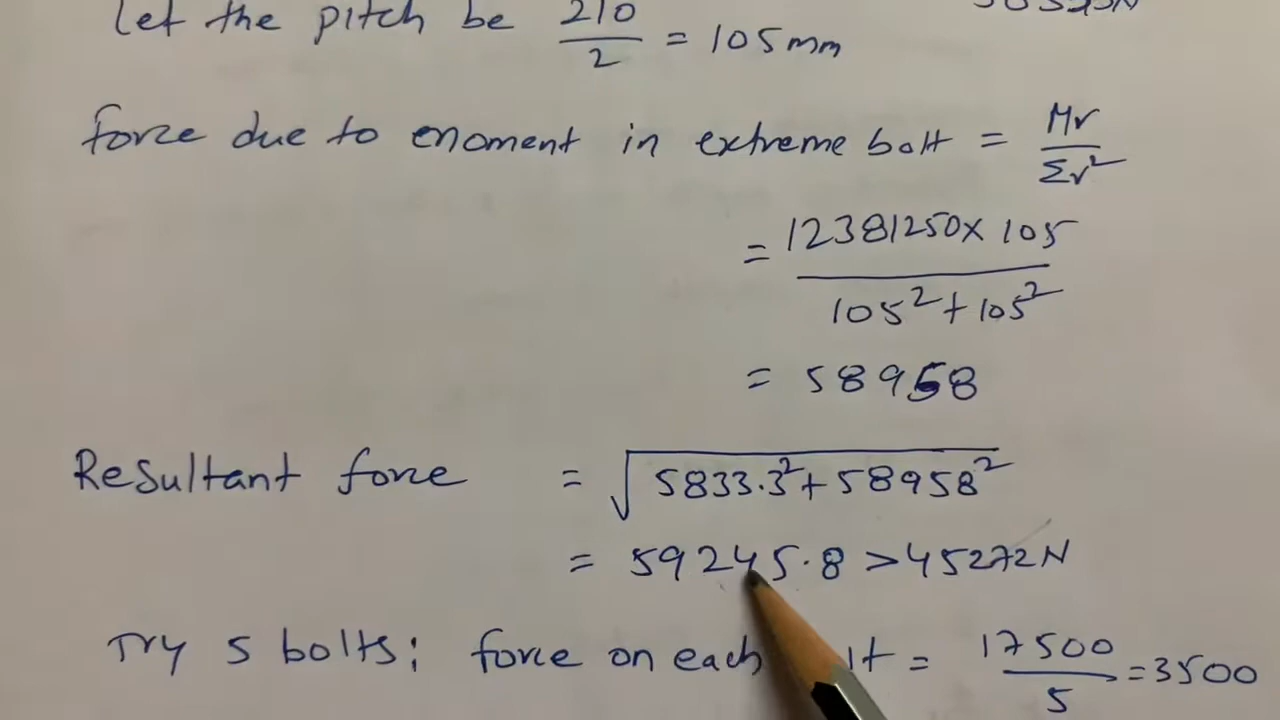 Let the pitch be 210/2 = 105mm
force due to moment in extreme bolt = Mr/Σr²
= 12381250 x 105 / 105² + 105²
= 58958
Resultant force = √5833.3² + 58958²
= 59245.8 > 45272N
Try 5 bolts; force on each = 17500/5 = 3500